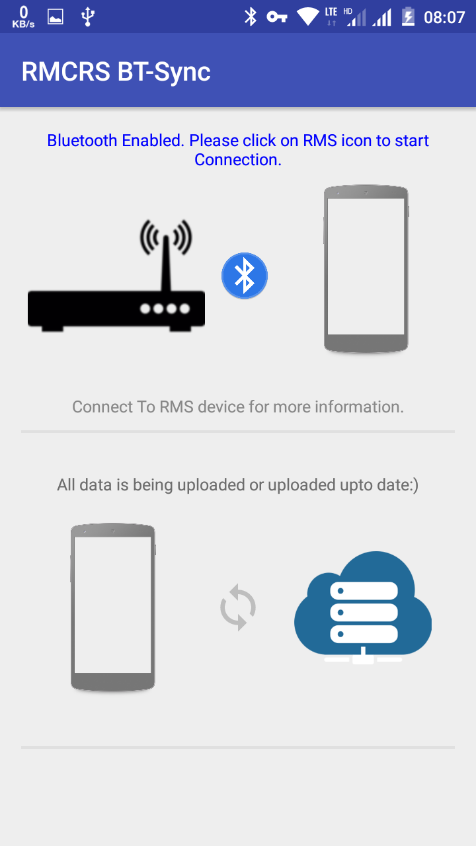 0
KB/s
LTE
HD
08:07
RMCRS BT-Sync
Bluetooth Enabled. Please click on RMS icon to start
Connection.
Connect To RMS device for more information.
All data is being uploaded or uploaded upto date:)